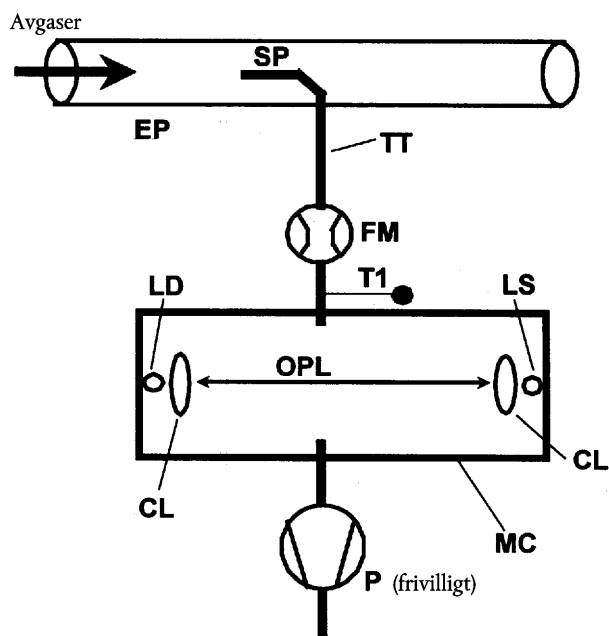 Avgaser
SP
EP
TT
FM
T1
LD
LS
OPL
CL
CL
MC
P (frivilligt)